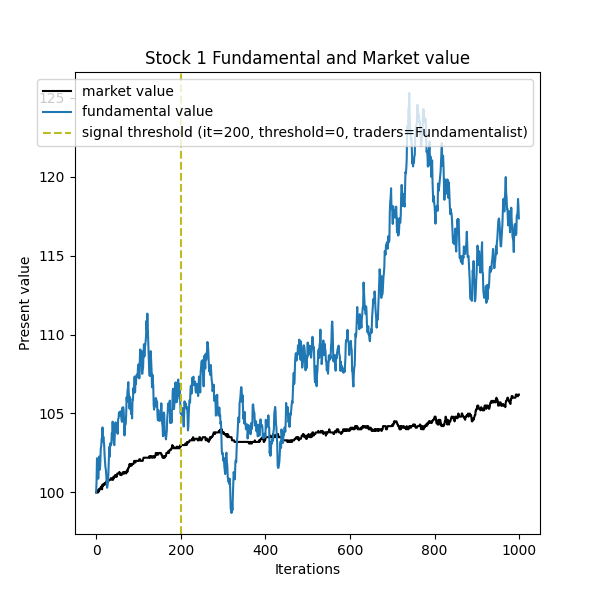 Stock 1 Fundamental and Market value
market value
fundamental value
signal threshold (it=200, threshold=0, traders=Fundamentalist)
125
120
115
110
105
100
Present value
0 200 400 600 800 1000
Iterations